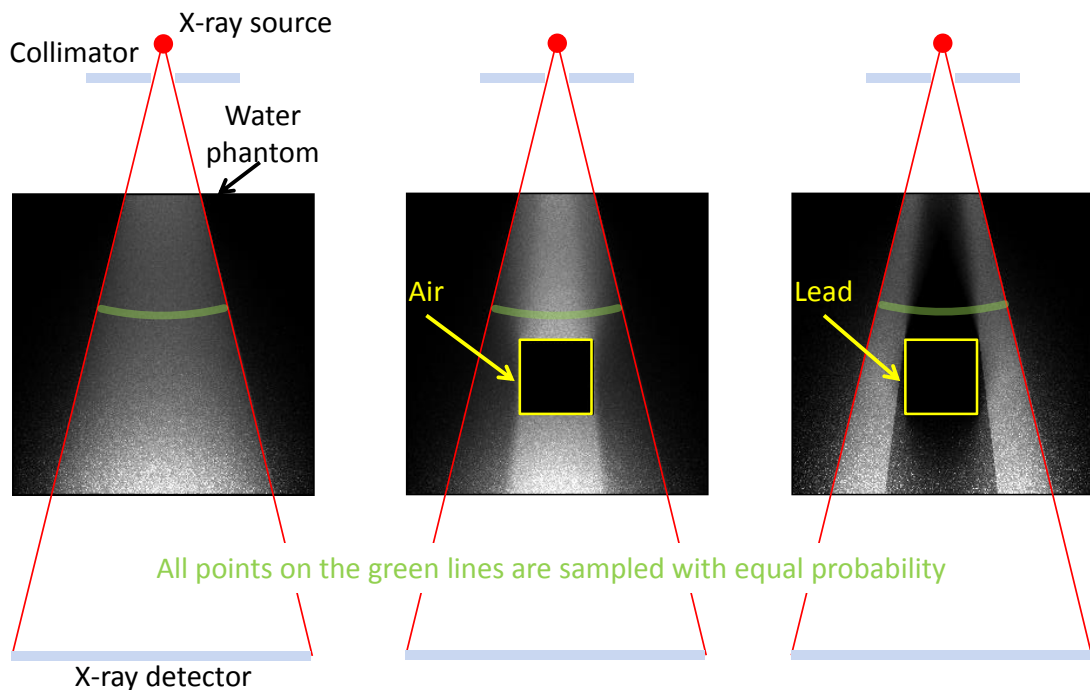 X-ray source
Collimator
Water
phantom
Air
Lead
All points on the green lines are sampled with equal probability
X-ray detector